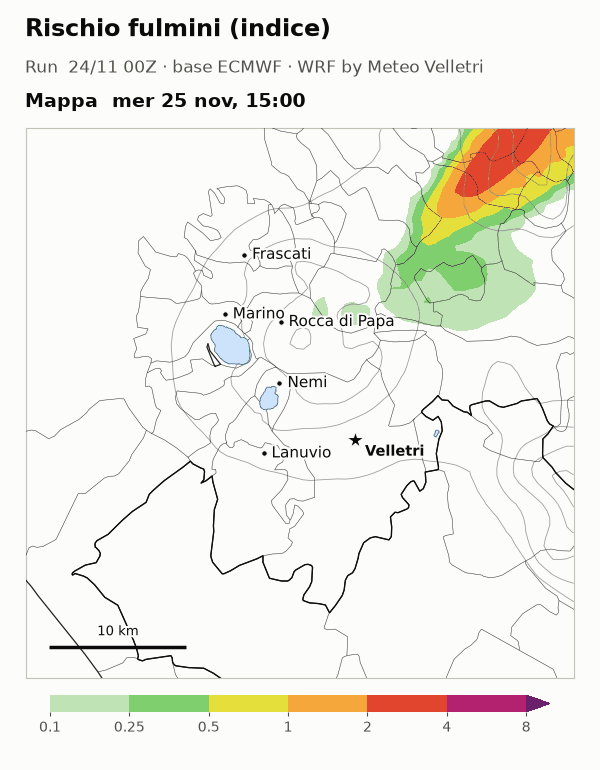 Rischio fulmini (indice)
Run  24/11 00Z · base ECMWF · WRF by Meteo Velletri
Mappa  mer 25 nov, 15:00
Frascati
Marino
Rocca di Papa
Nemi
Velletri
Lanuvio
10 km
0.1 0.25 0.5 1 2 4 8